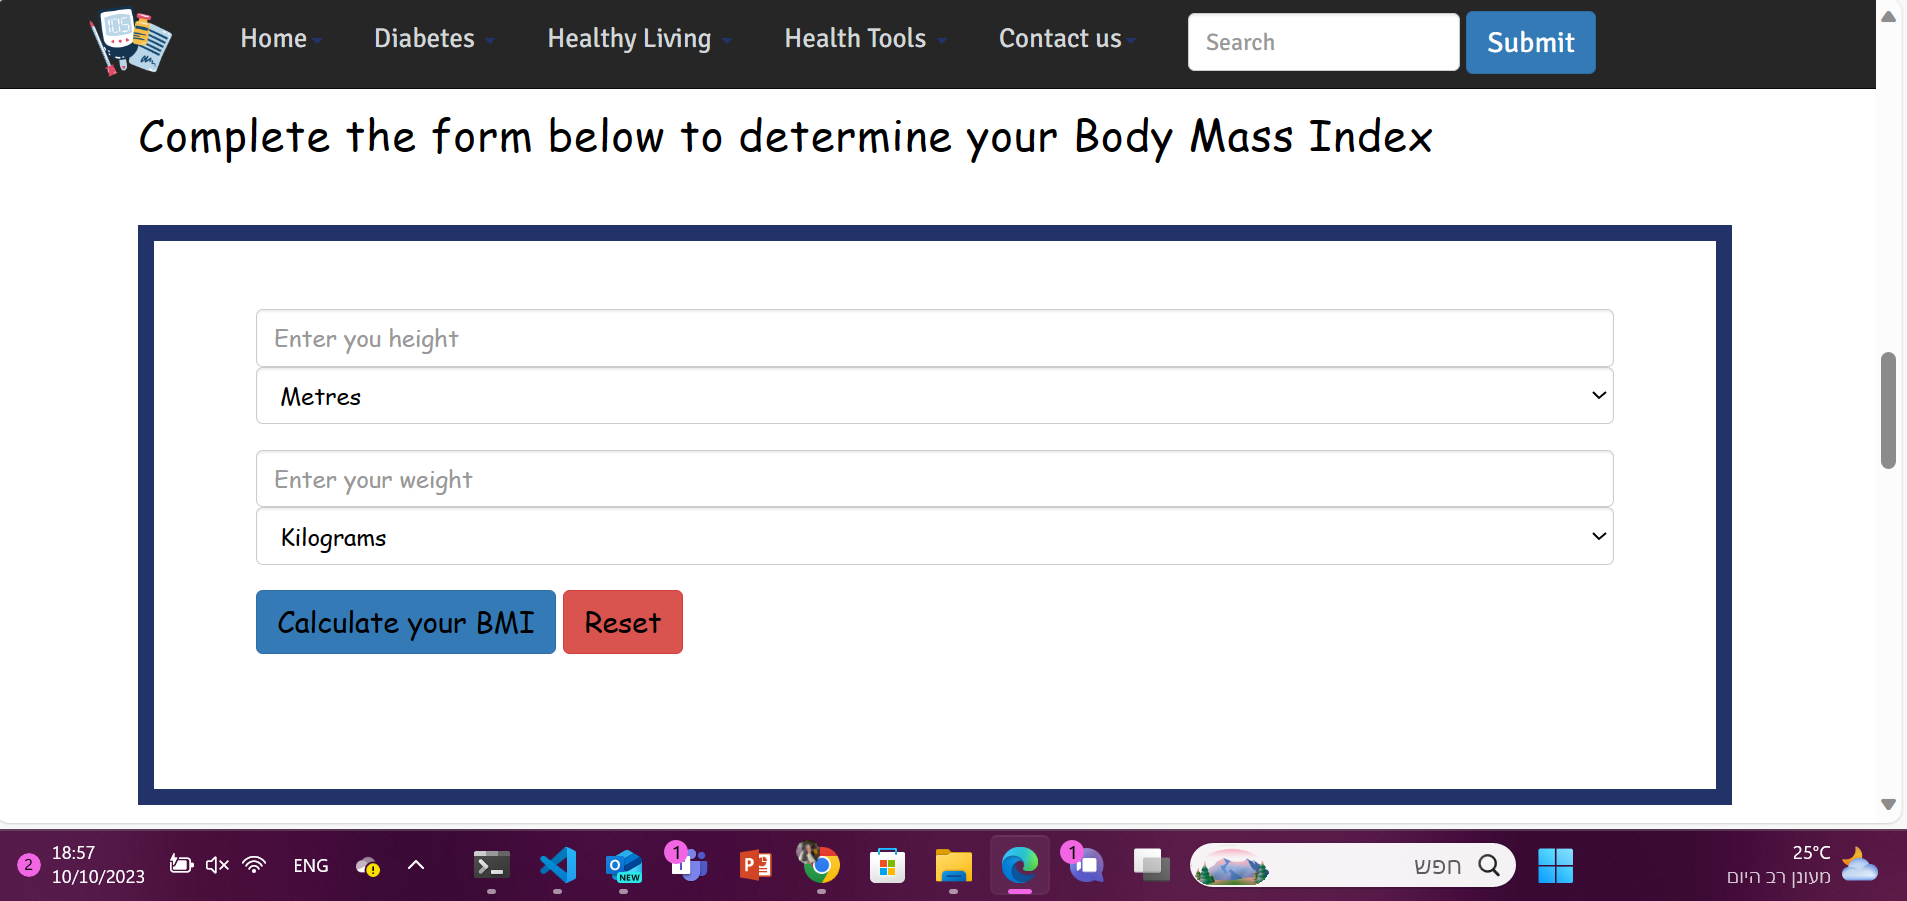 Home Diabetes Healthy Living Health Tools Contact us Search Submit
Complete the form below to determine your Body Mass Index
Enter you height
Metres
Enter your weight
Kilograms
Calculate your BMI Reset
2 18:57 ENG 1 NEW 1 חפש 25°C
10/10/2023 מעונן רב היום